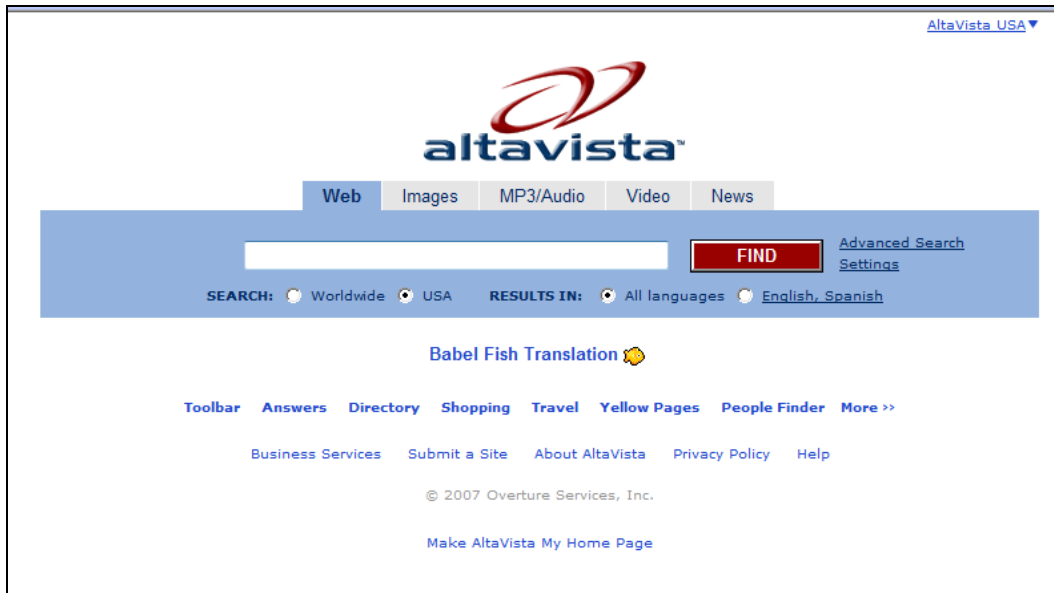 AltaVista USA▼
altavista™
Web Images MP3/Audio Video News
FIND
Advanced Search
Settings
SEARCH: Worldwide USA RESULTS IN: All languages English, Spanish
Babel Fish Translation
Toolbar Answers Directory Shopping Travel Yellow Pages People Finder More >>
Business Services Submit a Site About AltaVista Privacy Policy Help
© 2007 Overture Services, Inc.
Make AltaVista My Home Page